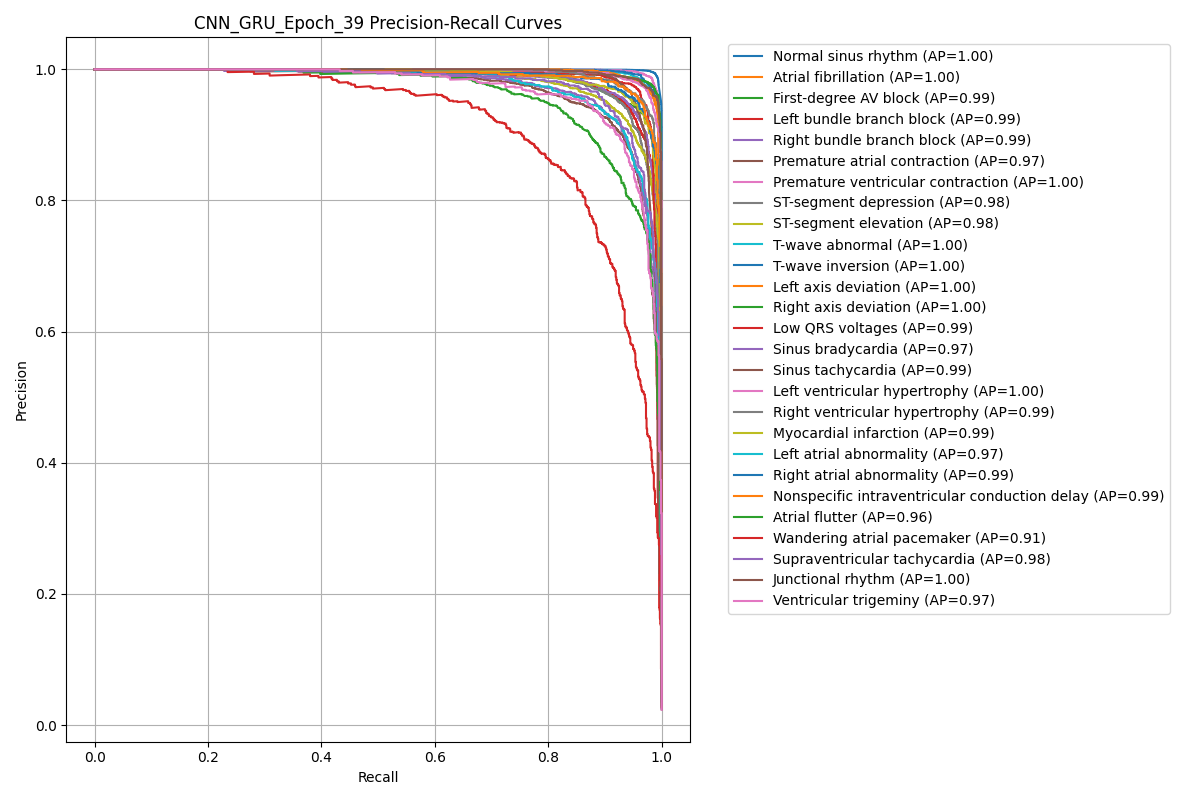 CNN_GRU_Epoch_39 Precision-Recall Curves
Precision
1.0
0.8
0.6
0.4
0.2
0.0
0.0 0.2 0.4 0.6 0.8 1.0
Recall
Normal sinus rhythm (AP=1.00)
Atrial fibrillation (AP=1.00)
First-degree AV block (AP=0.99)
Left bundle branch block (AP=0.99)
Right bundle branch block (AP=0.99)
Premature atrial contraction (AP=0.97)
Premature ventricular contraction (AP=1.00)
ST-segment depression (AP=0.98)
ST-segment elevation (AP=0.98)
T-wave abnormal (AP=1.00)
T-wave inversion (AP=1.00)
Left axis deviation (AP=1.00)
Right axis deviation (AP=1.00)
Low QRS voltages (AP=0.99)
Sinus bradycardia (AP=0.97)
Sinus tachycardia (AP=0.99)
Left ventricular hypertrophy (AP=1.00)
Right ventricular hypertrophy (AP=0.99)
Myocardial infarction (AP=0.99)
Left atrial abnormality (AP=0.97)
Right atrial abnormality (AP=0.99)
Nonspecific intraventricular conduction delay (AP=0.99)
Atrial flutter (AP=0.96)
Wandering atrial pacemaker (AP=0.91)
Supraventricular tachycardia (AP=0.98)
Junctional rhythm (AP=1.00)
Ventricular trigeminy (AP=0.97)